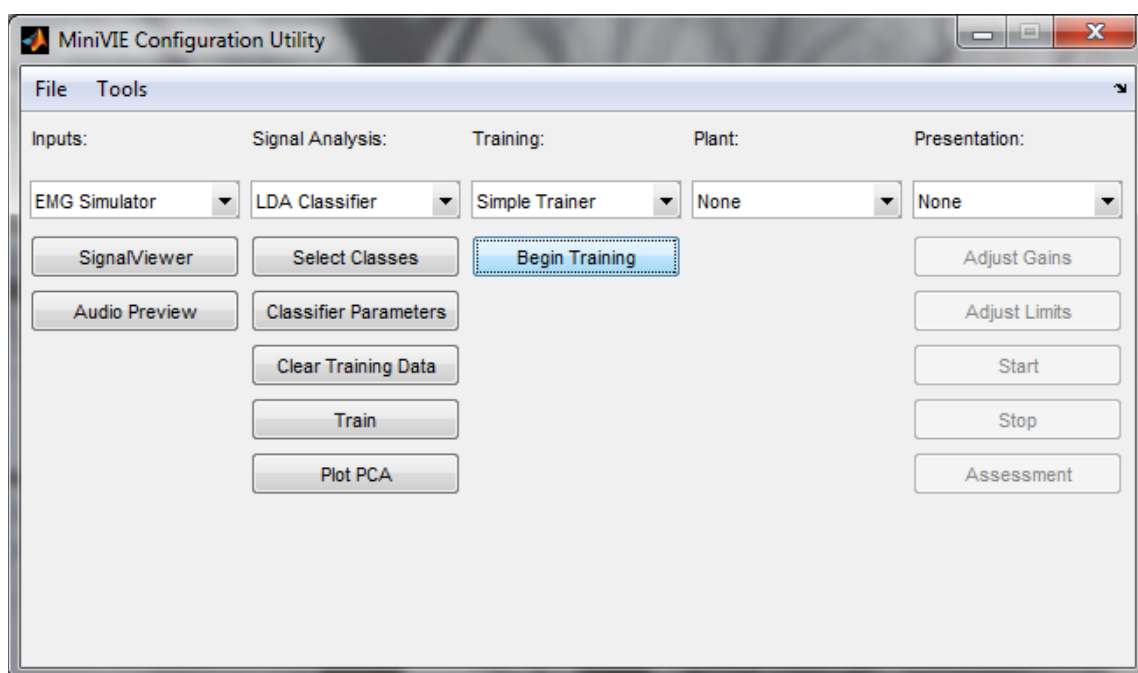 MiniVIE Configuration Utility
File Tools
Inputs: Signal Analysis: Training: Plant: Presentation:
EMG Simulator LDA Classifier Simple Trainer None None
SignalViewer Select Classes Begin Training Adjust Gains
Audio Preview Classifier Parameters Adjust Limits
Clear Training Data Start
Train Stop
Plot PCA Assessment